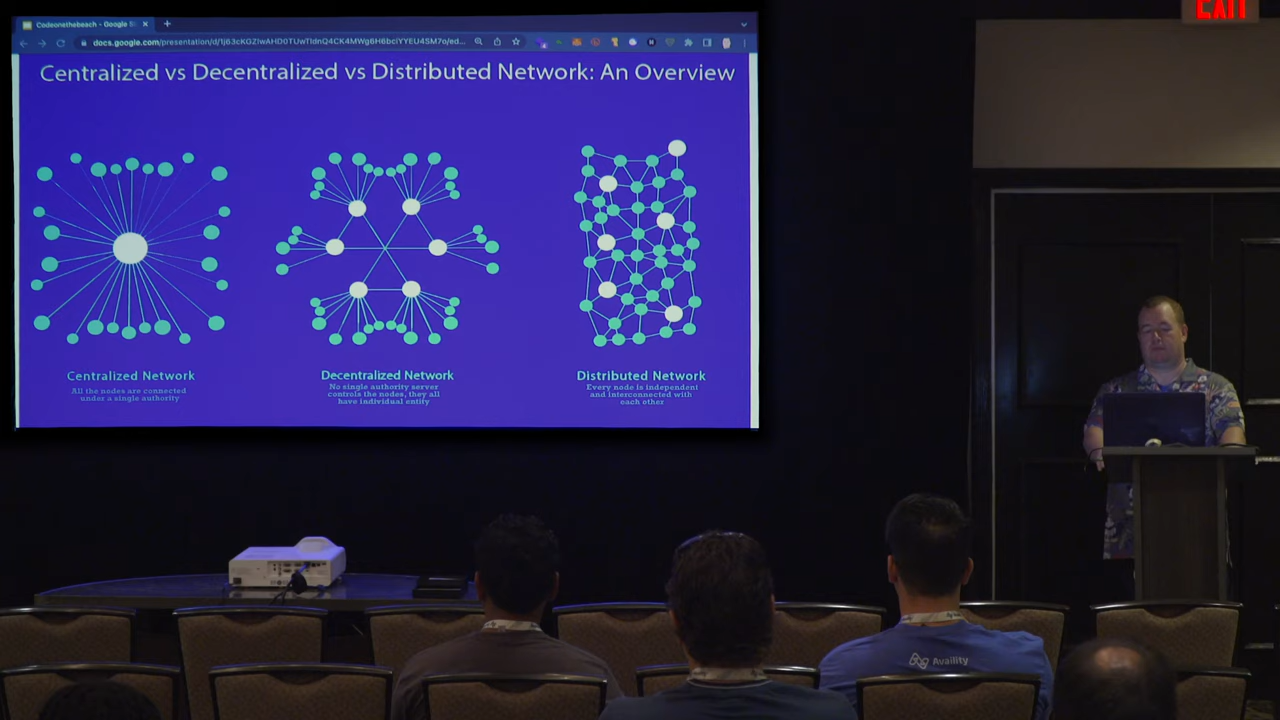 EXIT
Codeonthebeach - Google Sl
docs.google.com/presentation/d/
Centralized vs Decentralized vs Distributed Network: An Overview
Centralized Network
All the nodes are connected
under a single authority
Decentralized Network
No single authority server
controls the nodes, they all
have individual entity
Distributed Network
Every node is independent
and interconnected with
each other
Availity